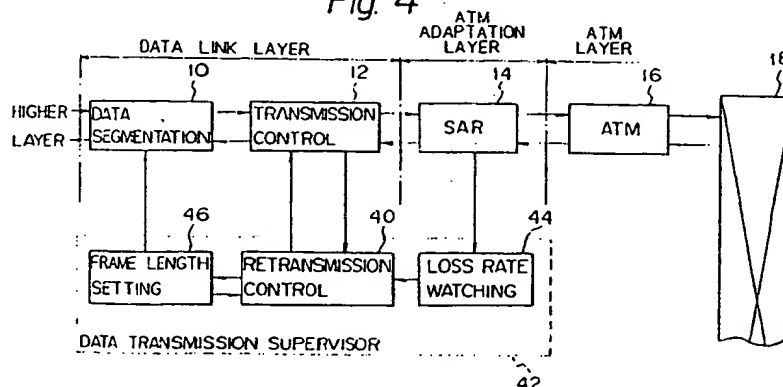 Fig. 4
DATA LINK LAYER
ATM
ADAPTATION
LAYER
ATM
LAYER
10
12
14
16
18
HIGHER
LAYER
DATA
SEGMENTATION
TRANSMISSION
CONTROL
SAR
ATM
46
40
44
FRAME LENGTH
SETTING
RETRANSMISSION
CONTROL
LOSS RATE
WATCHING
DATA TRANSMISSION SUPERVISOR
42